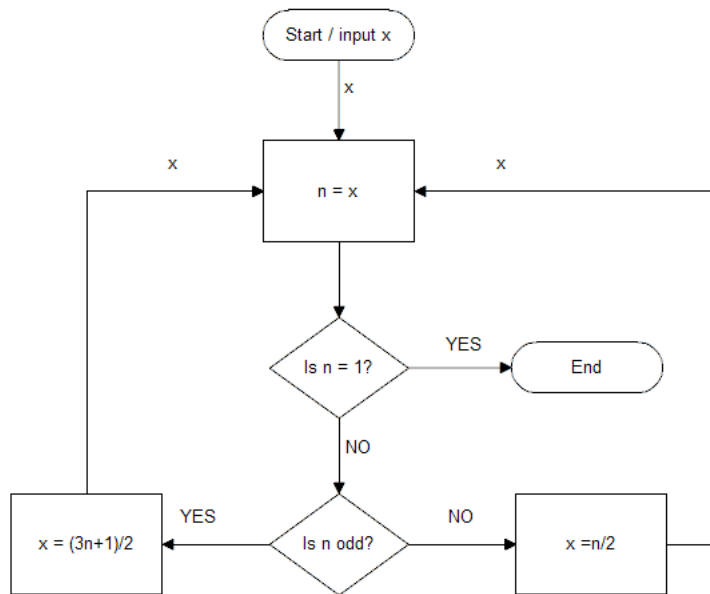 Start / input x
x
x
x
n = x
Is n = 1?
YES
End
NO
x = (3n+1)/2
YES
Is n odd?
NO
x =n/2